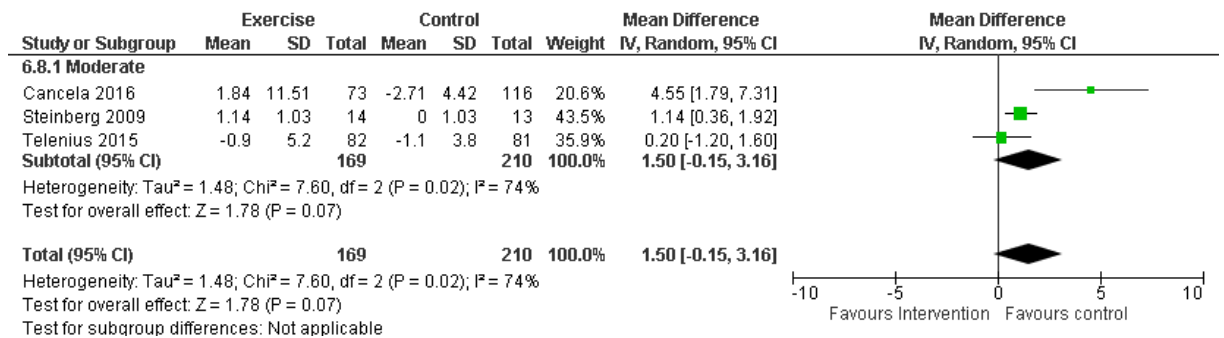 Exercise Control Mean Difference Mean Difference
Study or Subgroup Mean SD Total Mean SD Total Weight IV, Random, 95% CI IV, Random, 95% CI
6.8.1 Moderate
Cancela 2016 1.84 11.51 73 -2.71 4.42 116 20.6% 4.55 [1.79, 7.31]
Steinberg 2009 1.14 1.03 14 0 1.03 13 43.5% 1.14 [0.36, 1.92]
Telenius 2015 -0.9 5.2 82 -1.1 3.8 81 35.9% 0.20 [-1.20, 1.60]
Subtotal (95% CI) 169 210 100.0% 1.50 [-0.15, 3.16]
Heterogeneity: Tau² = 1.48; Chi² = 7.60, df = 2 (P = 0.02); I² = 74%
Test for overall effect: Z = 1.78 (P = 0.07)
Total (95% CI) 169 210 100.0% 1.50 [-0.15, 3.16]
Heterogeneity: Tau² = 1.48; Chi² = 7.60, df = 2 (P = 0.02); I² = 74%
Test for overall effect: Z = 1.78 (P = 0.07)
Test for subgroup differences: Not applicable
-10 -5 0 5 10
Favours Intervention Favours control